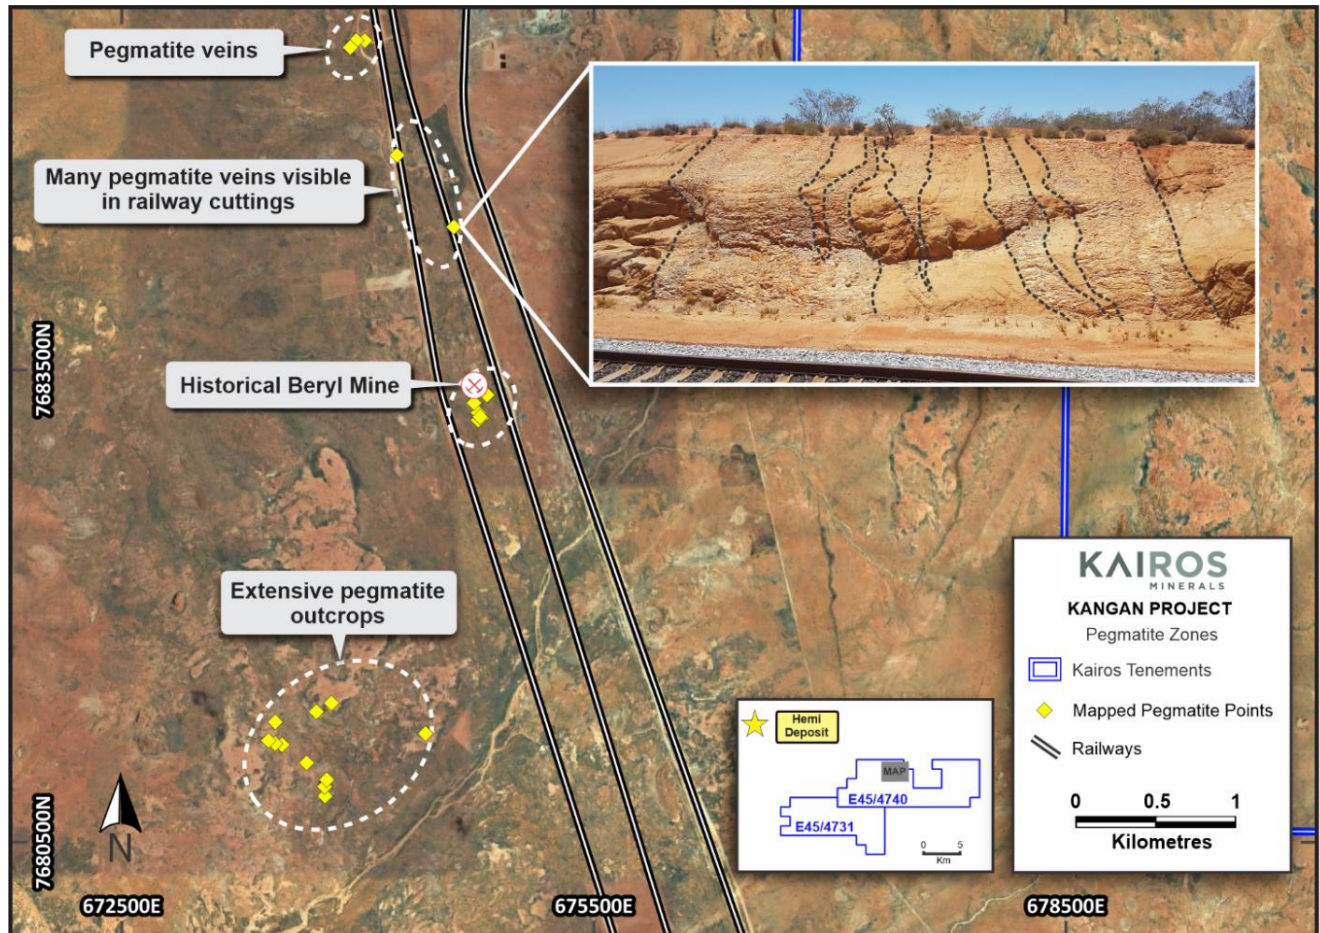 Pegmatite veins
Many pegmatite veins visible
in railway cuttings
Historical Beryl Mine
Extensive pegmatite
outcrops
7683500N
7680500N
N
672500E
675500E
678500E
Hemi
Deposit
MAP
E45/4740
E45/4731
0 5
Km
KAIROS
MINERALS
KANGAN PROJECT
Pegmatite Zones
Kairos Tenements
Mapped Pegmatite Points
Railways
0 0.5 1
Kilometres